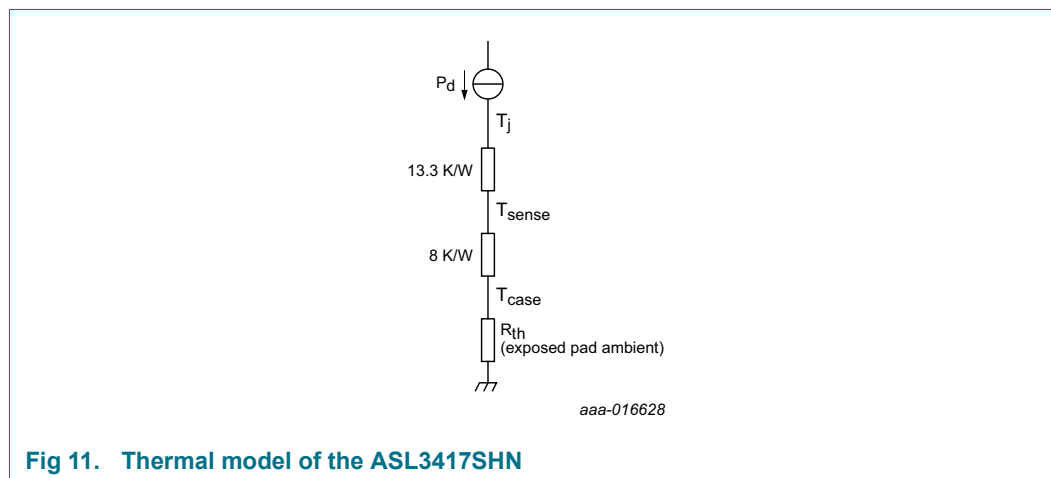 Pd
Tj
13.3 K/W
Tsense
8 K/W
Tcase
Rth
(exposed pad ambient)
aaa-016628
Fig 11. Thermal model of the ASL3417SHN